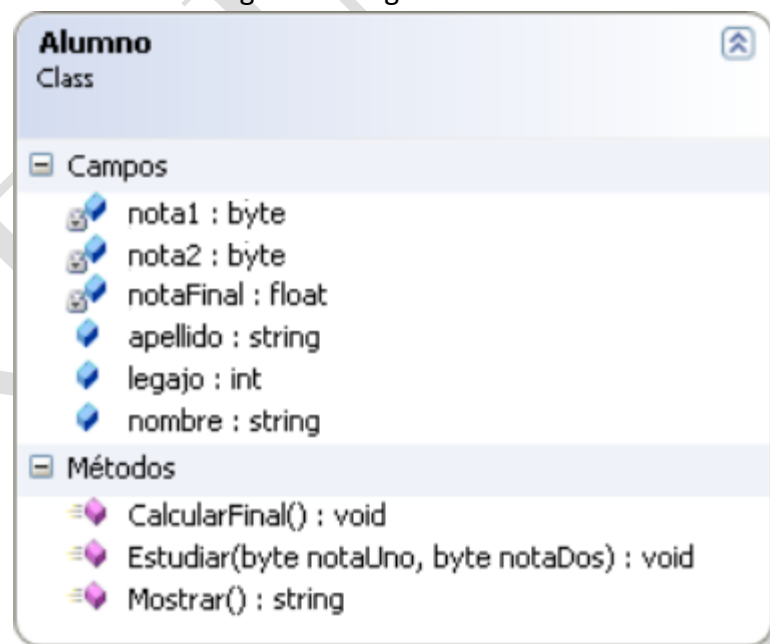 Alumno
Class
Campos
nota1 : byte
nota2 : byte
notaFinal : float
apellido : string
legajo : int
nombre : string
Métodos
CalcularFinal() : void
Estudiar(byte notaUno, byte notaDos) : void
Mostrar() : string